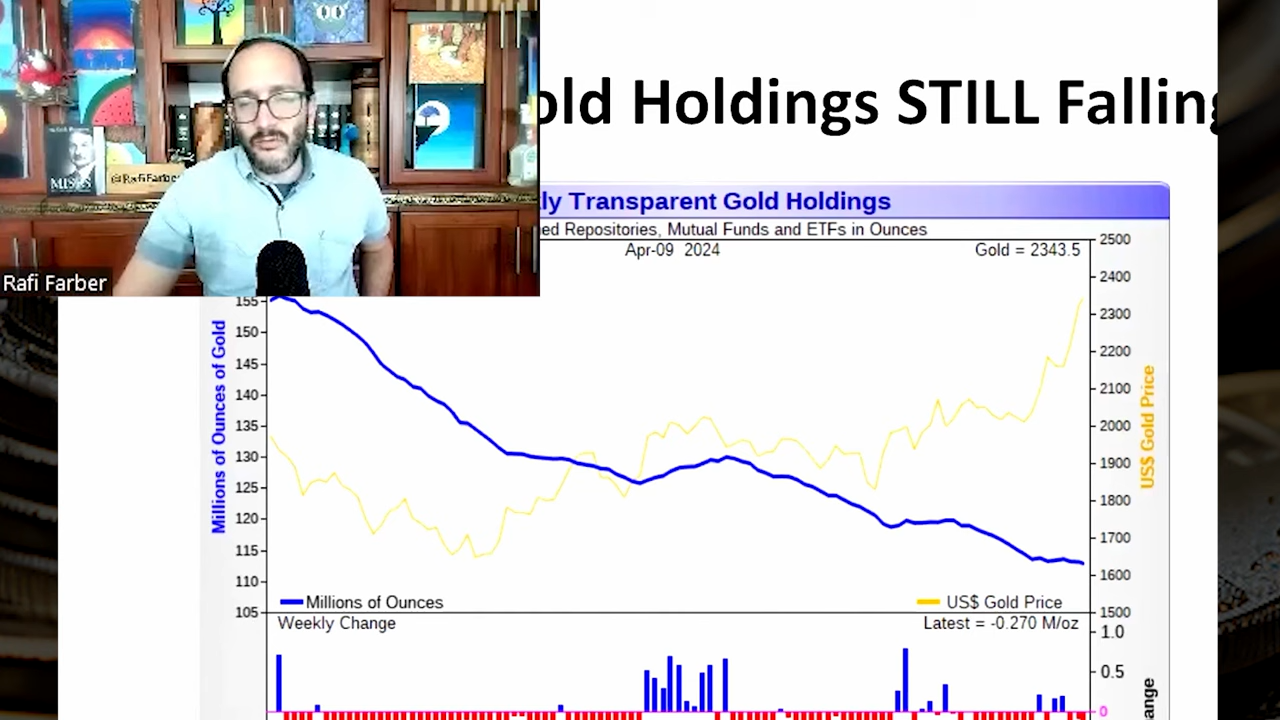 MISES
@RafiFarber
Rafi Farber
old Holdings STILL Falling
ly Transparent Gold Holdings
ed Repositories, Mutual Funds and ETFs in Ounces
Apr-09 2024
Gold = 2343.5
Millions of Ounces of Gold
155
150
145
140
135
130
125
120
115
110
105
2500
2400
2300
2200
2100
2000
1900
1800
1700
1600
1500
US$ Gold Price
Millions of Ounces
US$ Gold Price
Weekly Change
Latest = -0.270 M/oz
1.0
0.5
0
ange